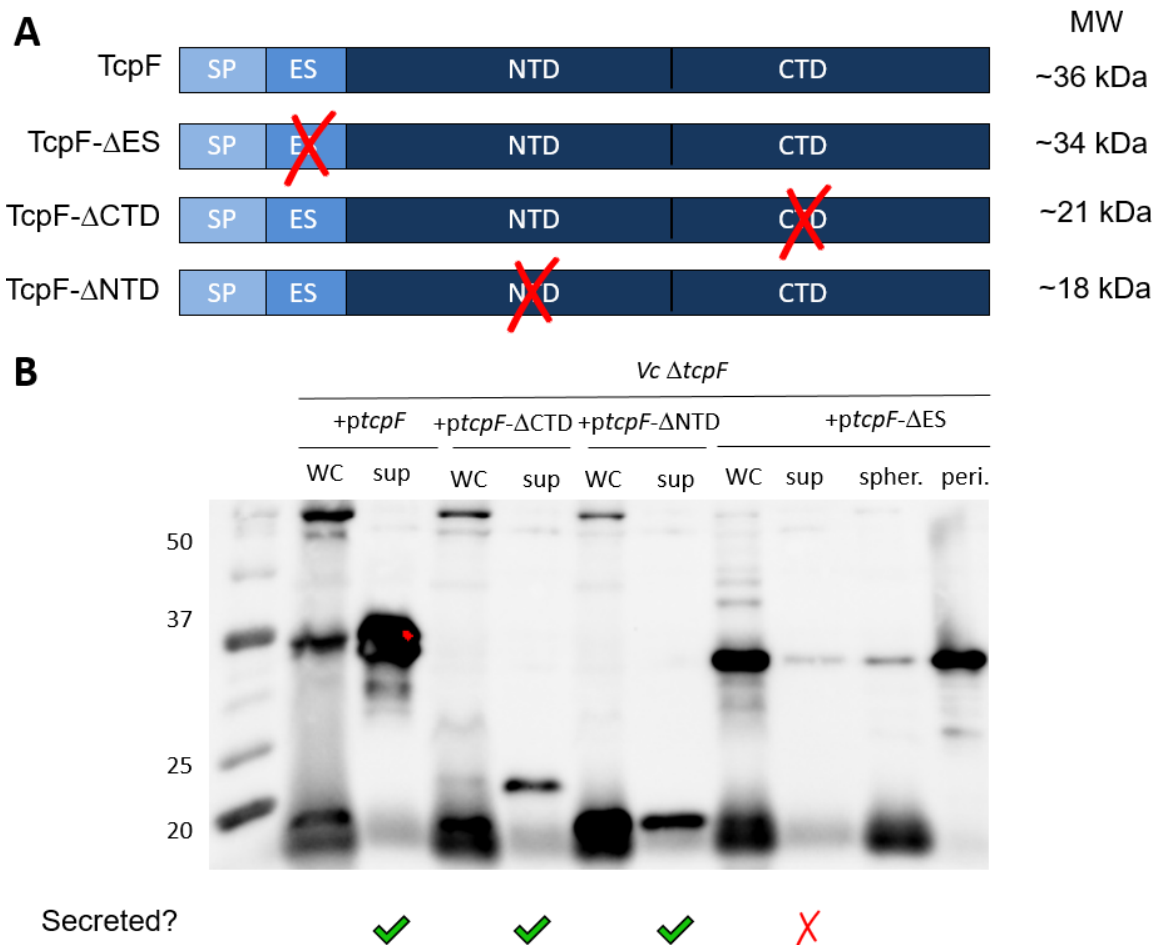 A
MW
TcpF SP ES NTD CTD ~36 kDa
TcpF-ΔES SP ES NTD CTD ~34 kDa
TcpF-ΔCTD SP ES NTD CTD ~21 kDa
TcpF-ΔNTD SP ES NTD CTD ~18 kDa
B
Vc ΔtcpF
+ptcpF +ptcpF-ΔCTD +ptcpF-ΔNTD +ptcpF-ΔES
WC sup WC sup WC sup WC sup spher. peri.
50
37
25
20
Secreted?